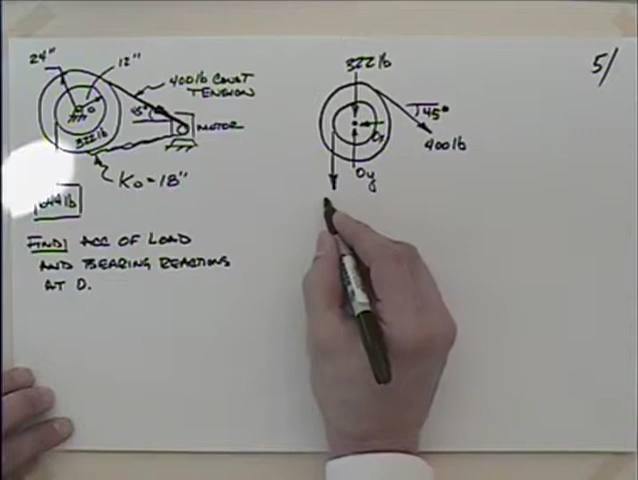 24"
12"
400 lb CONST
TENSION
45°
O
MOTOR
322 lb
Ko = 18"
644 lb
FIND: ACC OF LOAD
AND BEARING REACTIONS
AT O.
322 lb
45°
400 lb
Ox
Oy
5/